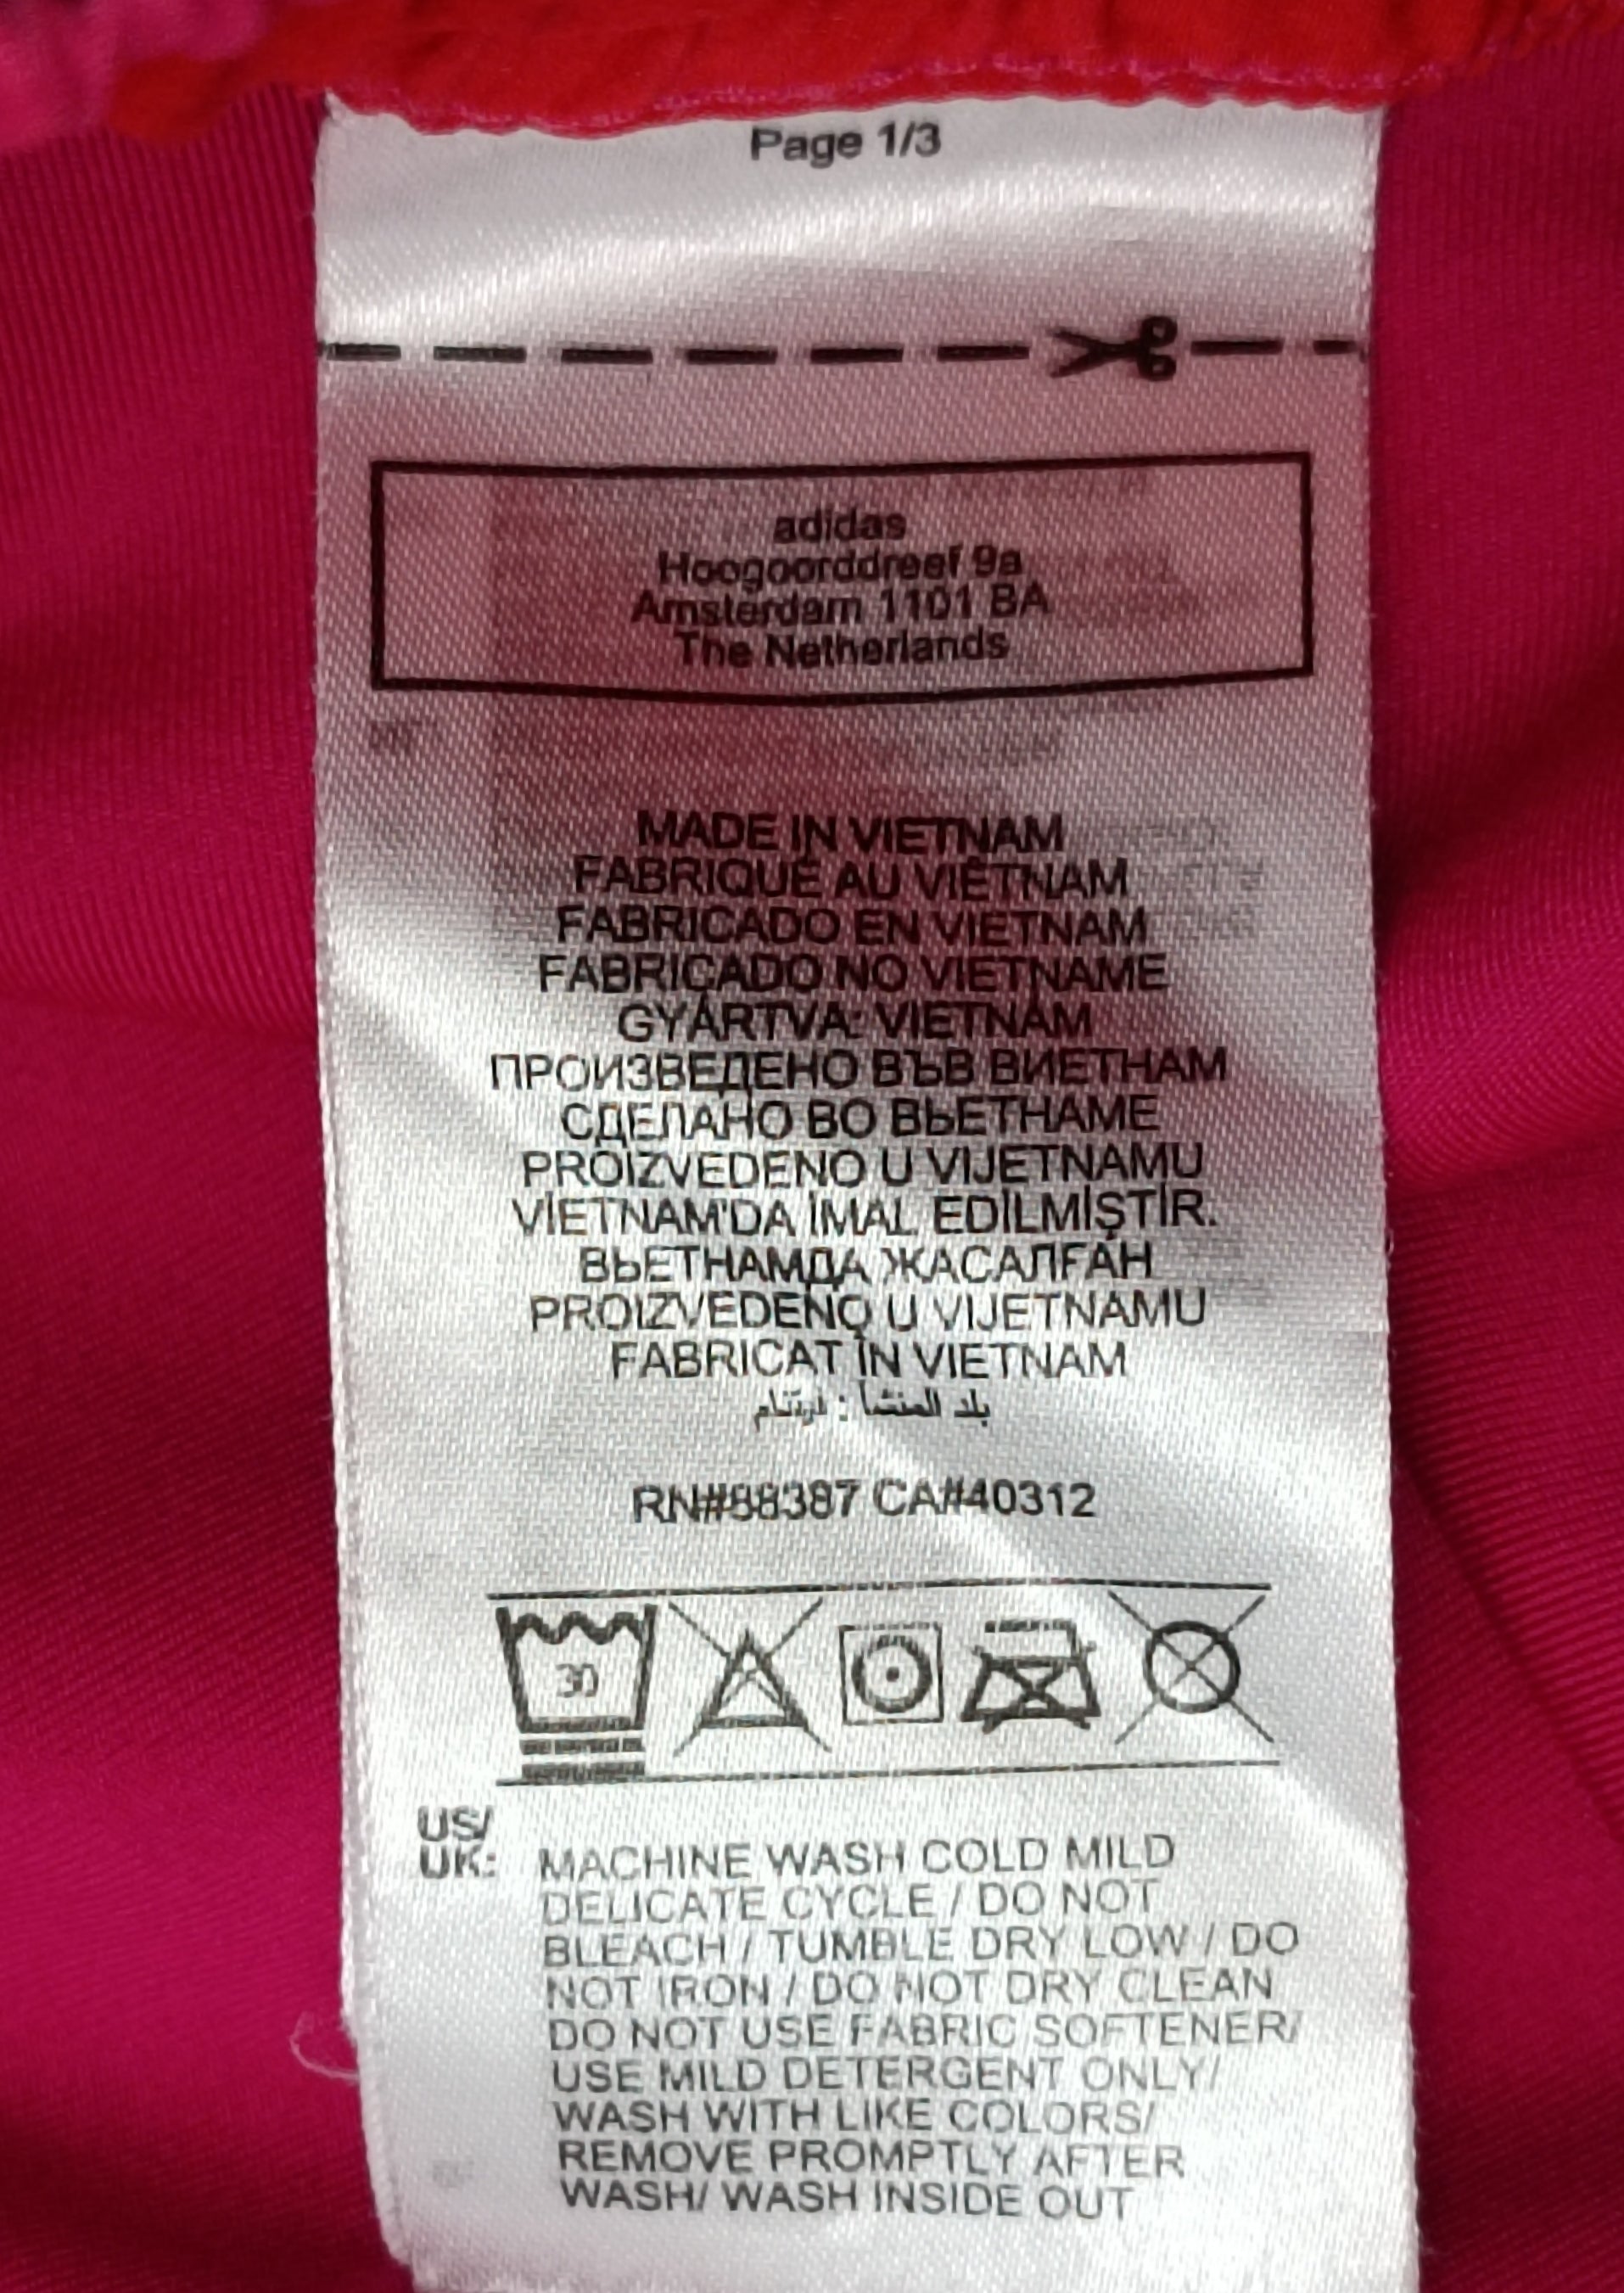 Page 1/3
adidas
Hoogoorddreef 9a
Amsterdam 1101 BA
The Netherlands
MADE IN VIETNAM
FABRIQUÉ AU VIÊTNAM
FABRICADO EN VIETNAM
FABRICADO NO VIETNAME
GYÁRTVA: VIETNÁM
ПРОИЗВЕДЕНО ВЪВ ВИЕТНАМ
СДЕЛАНО ВО ВЬЕТНАМЕ
PROIZVEDENO U VIJETNAMU
VİETNAM'DA İMAL EDİLMİŞTİR.
ВЬЕТНАМДА ЖАСАЛҒАН
PROIZVEDENO U VIJETNAMU
FABRICAT ÎN VIETNAM
بلد المنشأ : فيتنام
RN#88387 CA#40312
30
US/
UK: MACHINE WASH COLD MILD
DELICATE CYCLE / DO NOT
BLEACH / TUMBLE DRY LOW / DO
NOT IRON / DO NOT DRY CLEAN
DO NOT USE FABRIC SOFTENER/
USE MILD DETERGENT ONLY/
WASH WITH LIKE COLORS/
REMOVE PROMPTLY AFTER
WASH/ WASH INSIDE OUT